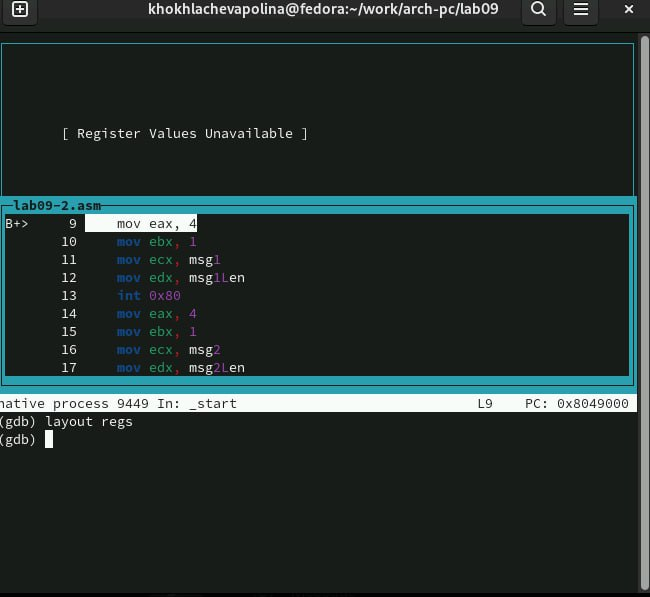 khokhlachevapolina@fedora:~/work/arch-pc/lab09
[ Register Values Unavailable ]
lab09-2.asm
B+> 9 mov eax, 4
10 mov ebx, 1
11 mov ecx, msg1
12 mov edx, msg1Len
13 int 0x80
14 mov eax, 4
15 mov ebx, 1
16 mov ecx, msg2
17 mov edx, msg2Len
native process 9449 In: _start L9 PC: 0x8049000
(gdb) layout regs
(gdb)